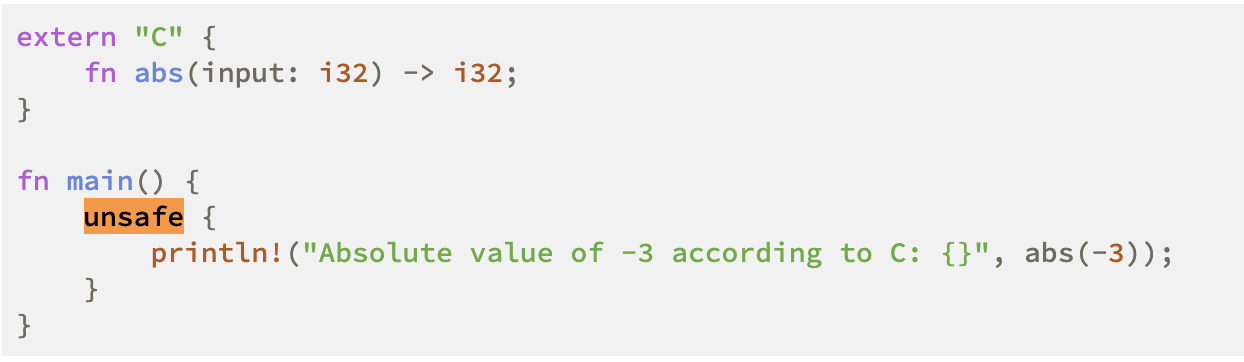 extern "C" {
    fn abs(input: i32) -> i32;
}

fn main() {
    unsafe {
        println!("Absolute value of -3 according to C: {}", abs(-3));
    }
}